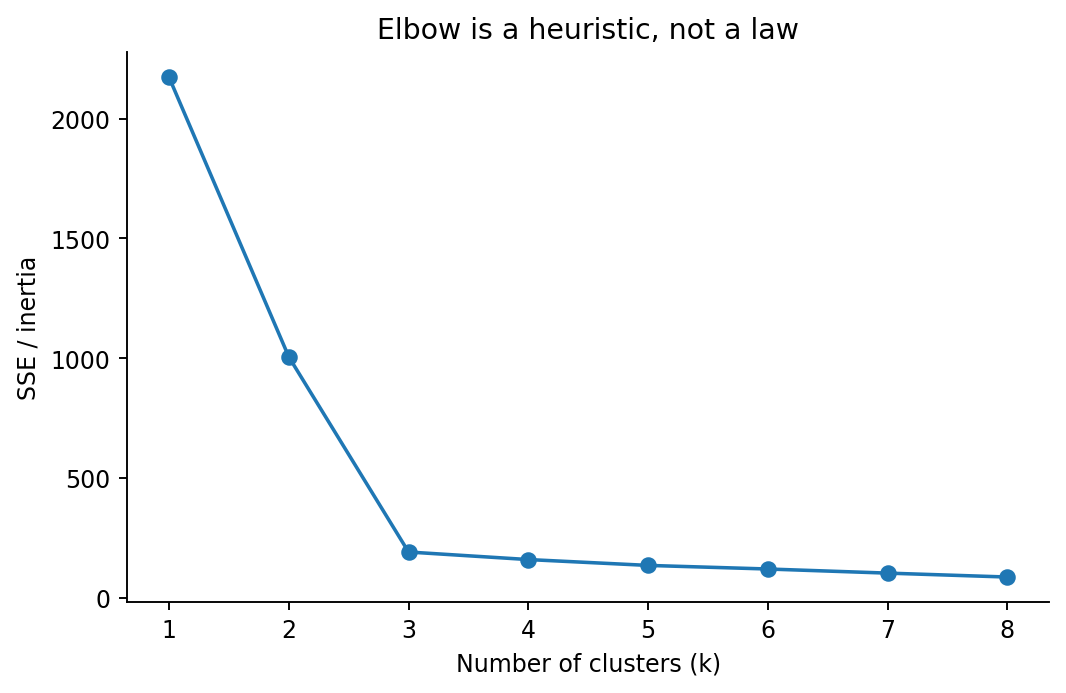 Elbow is a heuristic, not a law
SSE / inertia
2000
1500
1000
500
0
1 2 3 4 5 6 7 8
Number of clusters (k)